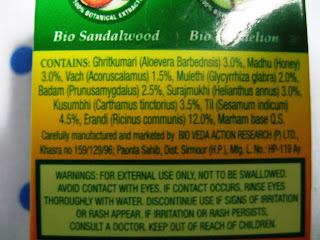 100% BOTANICAL EXTRACT
Bio Sandalwood Bio
CONTAINS: Ghritkumari (Aloevera Barbednsis) 3.0%, Madhu (Honey)
3.0%, Vach (Acoruscalamus) 1.5%, Mulethi (Glycyrrhiza glabra) 2.0%,
Badam (Prunusamygdalus) 2.5%, Surajmukhi (Helianthus annus) 3.0%,
Kusumbhi (Carthamus tinctorius) 3.5%, Til (Sesamum indicum)
4.5%, Erandi (Ricinus communis) 12.0%, Marham base Q.S.
Carefully manufactured and marketed by BIO VEDA ACTION RESEARCH (P) LTD.,
Khasra no 159/129/96; Paonta Sahib, Dist. Sirmour (H.P.), Mfg. L. No.: HP-119 Ay
WARNINGS: FOR EXTERNAL USE ONLY, NOT TO BE SWALLOWED.
AVOID CONTACT WITH EYES. IF CONTACT OCCURS, RINSE EYES
THOROUGHLY WITH WATER. DISCONTINUE USE IF SIGNS OF IRRITATION
OR RASH APPEAR. IF IRRITATION OR RASH PERSISTS,
CONSULT A DOCTOR. KEEP OUT OF REACH OF CHILDREN.